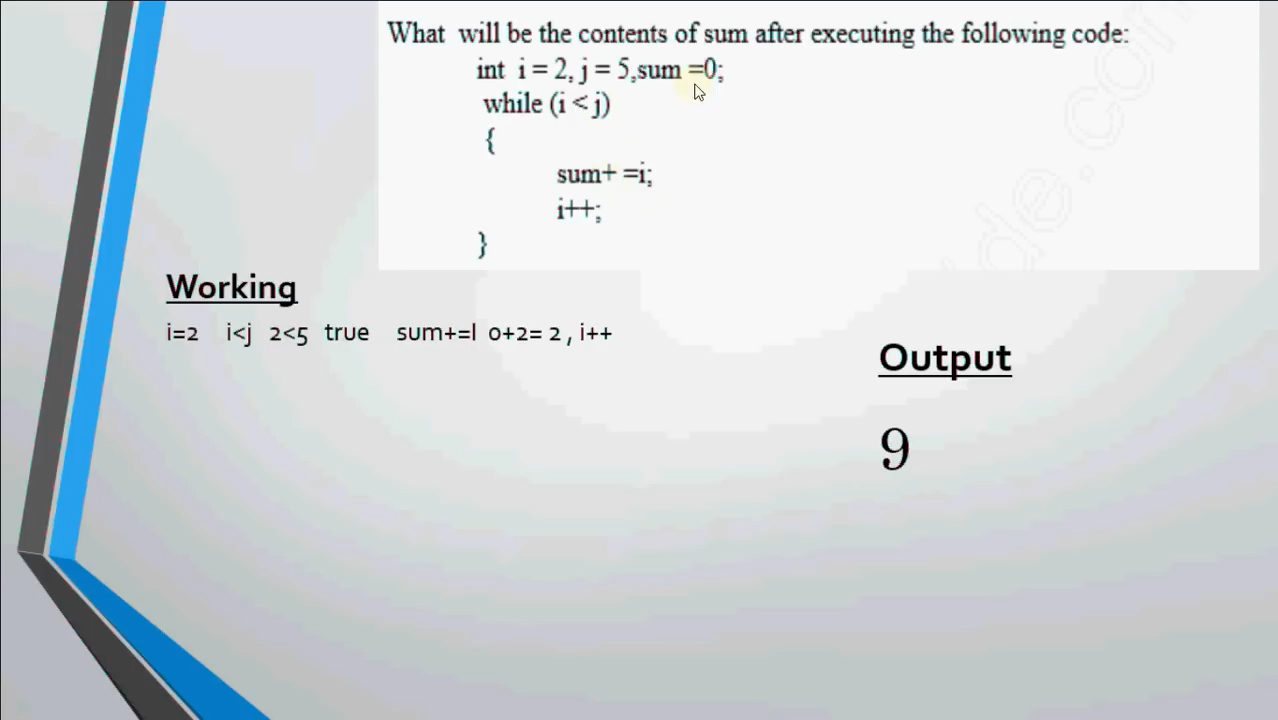 What will be the contents of sum after executing the following code:
int i = 2, j = 5,sum =0;
while (i < j)
{
sum+ =i;
i++;
}
Working
i=2 i<j 2<5 true sum+=I 0+2= 2 , i++
Output
9